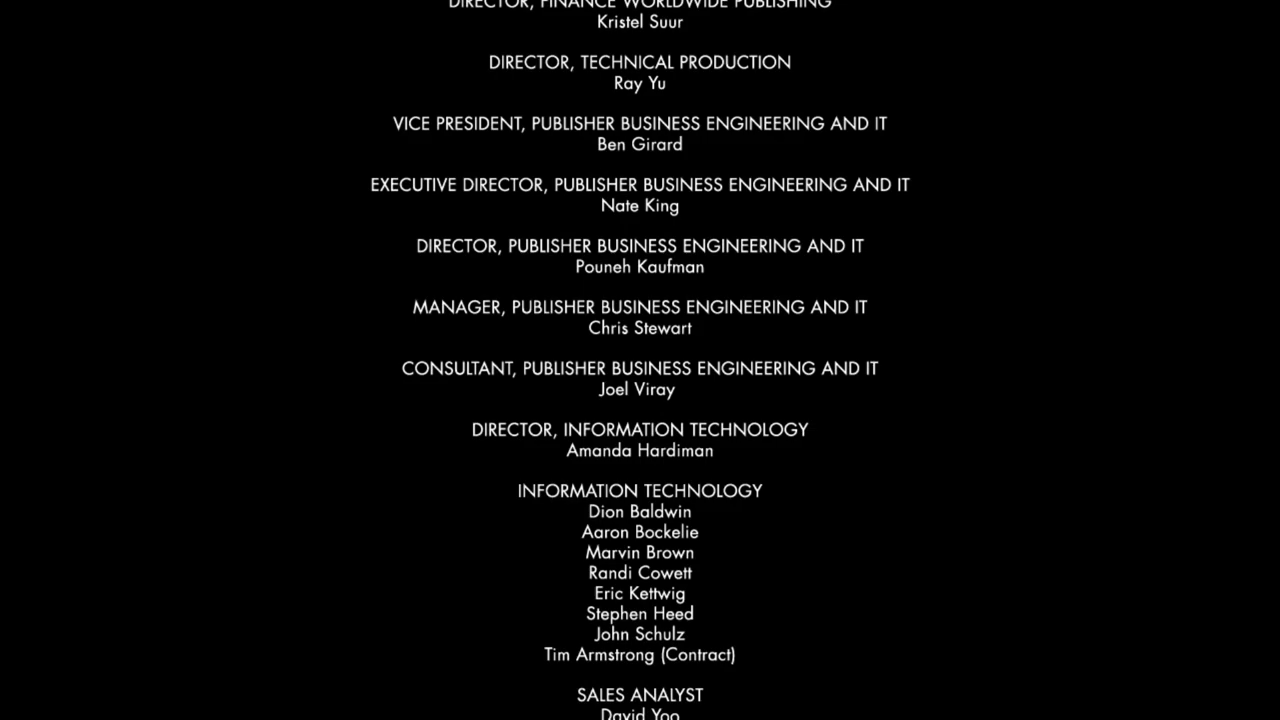 DIRECTOR, FINANCE WORLDWIDE PUBLISHING
Kristel Suur
DIRECTOR, TECHNICAL PRODUCTION
Ray Yu
VICE PRESIDENT, PUBLISHER BUSINESS ENGINEERING AND IT
Ben Girard
EXECUTIVE DIRECTOR, PUBLISHER BUSINESS ENGINEERING AND IT
Nate King
DIRECTOR, PUBLISHER BUSINESS ENGINEERING AND IT
Pouneh Kaufman
MANAGER, PUBLISHER BUSINESS ENGINEERING AND IT
Chris Stewart
CONSULTANT, PUBLISHER BUSINESS ENGINEERING AND IT
Joel Viray
DIRECTOR, INFORMATION TECHNOLOGY
Amanda Hardiman
INFORMATION TECHNOLOGY
Dion Baldwin
Aaron Bockelie
Marvin Brown
Randi Cowett
Eric Kettwig
Stephen Heed
John Schulz
Tim Armstrong (Contract)
SALES ANALYST
David Yoo